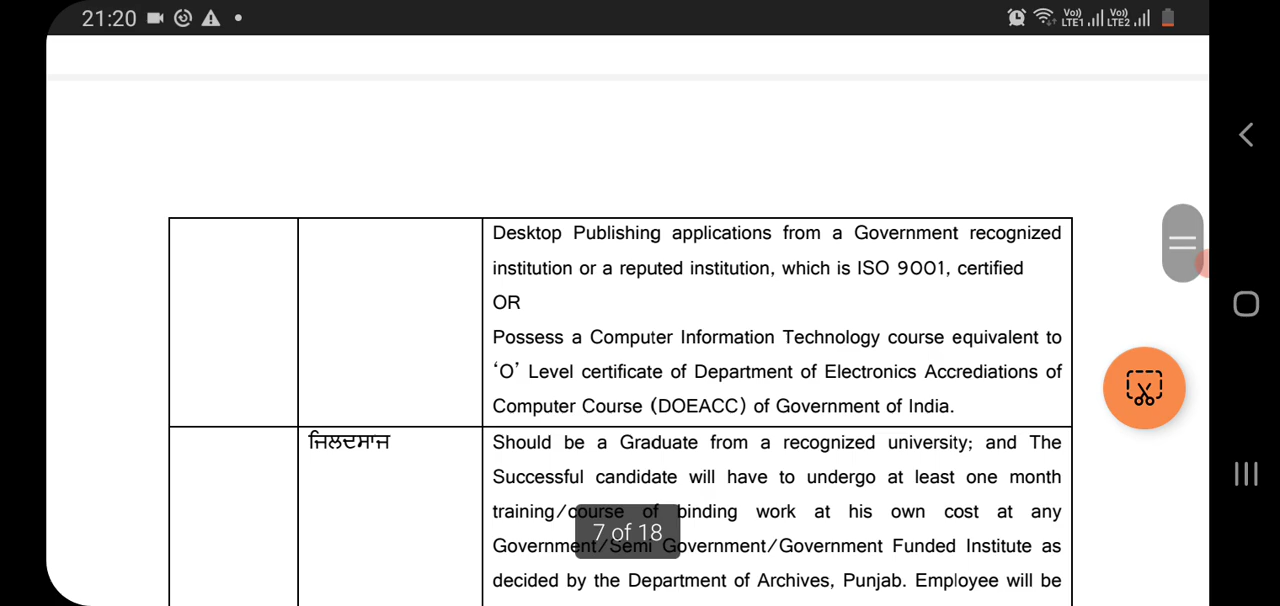 21:20
Vo)) LTE1 Vo)) LTE2
Desktop Publishing applications from a Government recognized
institution or a reputed institution, which is ISO 9001, certified
OR
Possess a Computer Information Technology course equivalent to
‘O’ Level certificate of Department of Electronics Accrediations of
Computer Course (DOEACC) of Government of India.
ਜਿਲਦਸਾਜ
Should be a Graduate from a recognized university; and The
Successful candidate will have to undergo at least one month
training/course of binding work at his own cost at any
Government/Semi Government/Government Funded Institute as
decided by the Department of Archives, Punjab. Employee will be
7 of 18